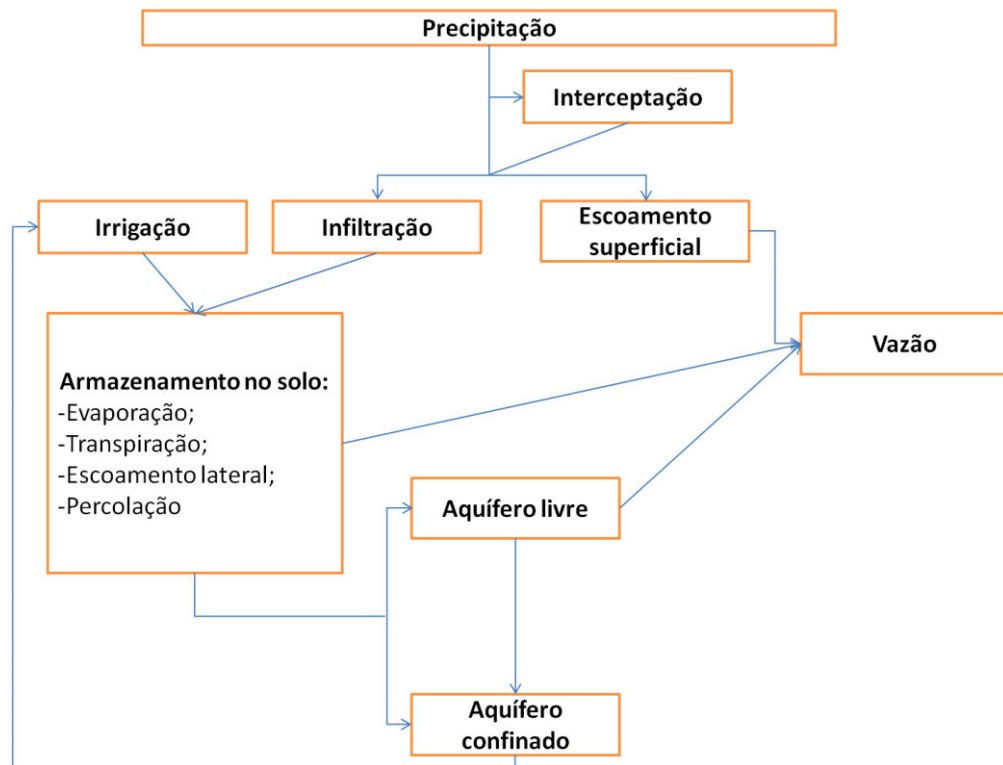 Precipitação
Interceptação
Irrigação
Infiltração
Escoamento
superficial
Vazão
Armazenamento no solo:
-Evaporação;
-Transpiração;
-Escoamento lateral;
-Percolação
Aquífero livre
Aquífero
confinado